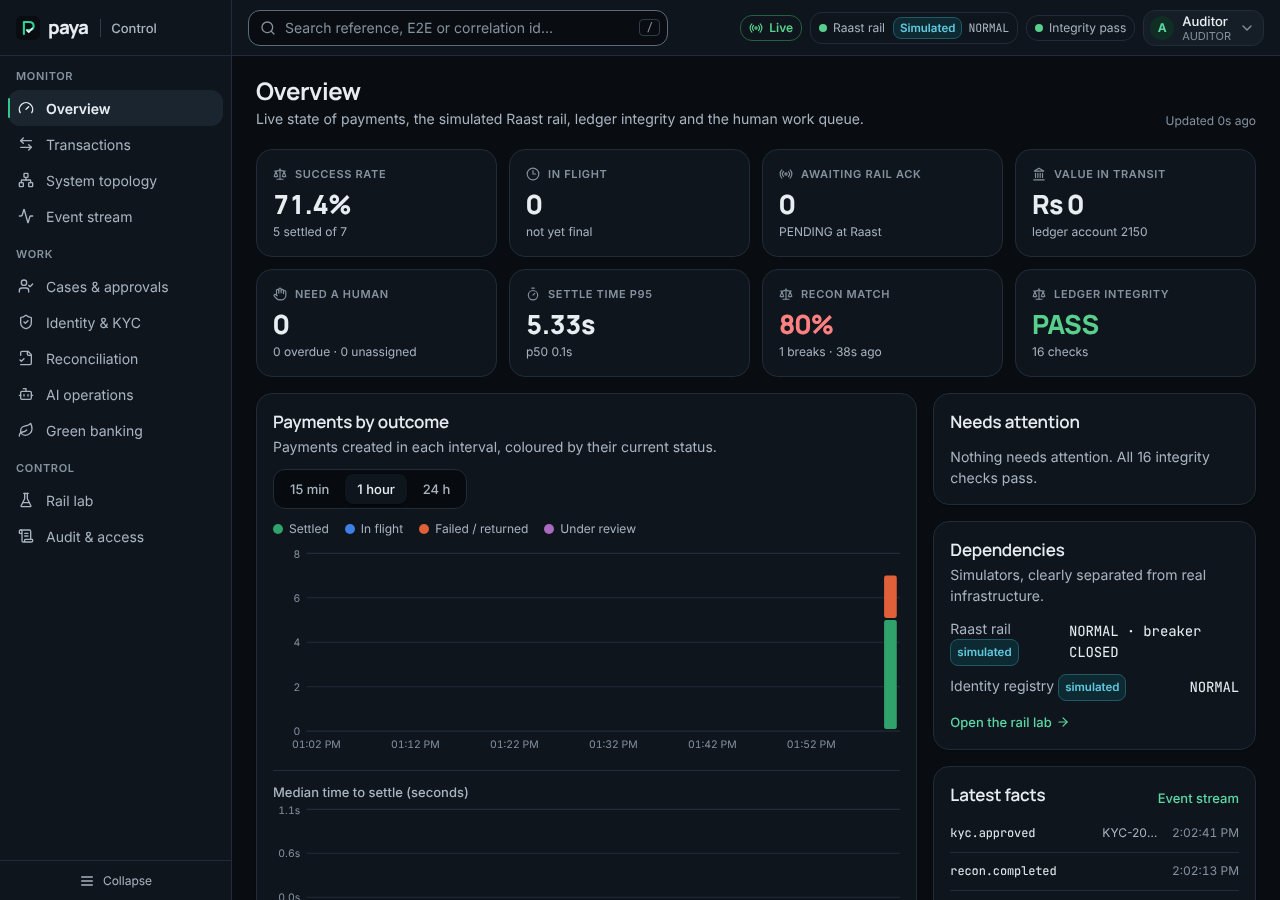 paya Control
Search reference, E2E or correlation id... /
Live
Raast rail Simulated NORMAL
Integrity pass
A Auditor
AUDITOR
MONITOR
Overview
Transactions
System topology
Event stream
WORK
Cases & approvals
Identity & KYC
Reconciliation
AI operations
Green banking
CONTROL
Rail lab
Audit & access
Collapse
Overview
Live state of payments, the simulated Raast rail, ledger integrity and the human work queue.
Updated 0s ago
SUCCESS RATE
71.4%
5 settled of 7
IN FLIGHT
0
not yet final
AWAITING RAIL ACK
0
PENDING at Raast
VALUE IN TRANSIT
Rs 0
ledger account 2150
NEED A HUMAN
0
0 overdue · 0 unassigned
SETTLE TIME P95
5.33s
p50 0.1s
RECON MATCH
80%
1 breaks · 38s ago
LEDGER INTEGRITY
PASS
16 checks
Payments by outcome
Payments created in each interval, coloured by their current status.
15 min 1 hour 24 h
Settled In flight Failed / returned Under review
8
6
4
2
0
01:02 PM 01:12 PM 01:22 PM 01:32 PM 01:42 PM 01:52 PM
Median time to settle (seconds)
1.1s
0.6s
0.0s
Needs attention
Nothing needs attention. All 16 integrity
checks pass.
Dependencies
Simulators, clearly separated from real
infrastructure.
Raast rail
simulated
NORMAL · breaker
CLOSED
Identity registry simulated NORMAL
Open the rail lab →
Latest facts Event stream
kyc.approved KYC-20... 2:02:41 PM
recon.completed 2:02:13 PM